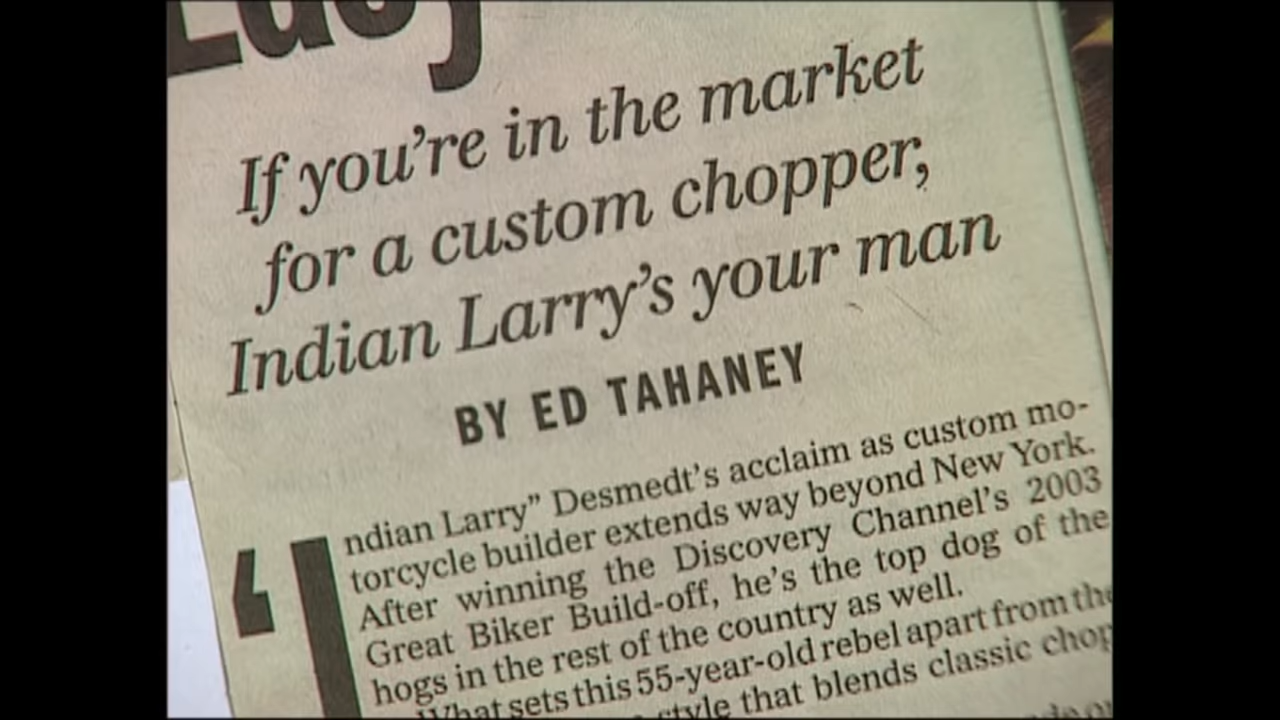 If you're in the market
for a custom chopper,
Indian Larry's your man
BY ED TAHANEY
‘Indian Larry” Desmedt's acclaim as custom mo-
torcycle builder extends way beyond New York.
After winning the Discovery Channel's 2003
Great Biker Build-off, he's the top dog of the
hogs in the rest of the country as well.
What sets this 55-year-old rebel apart from the
style that blends classic chop